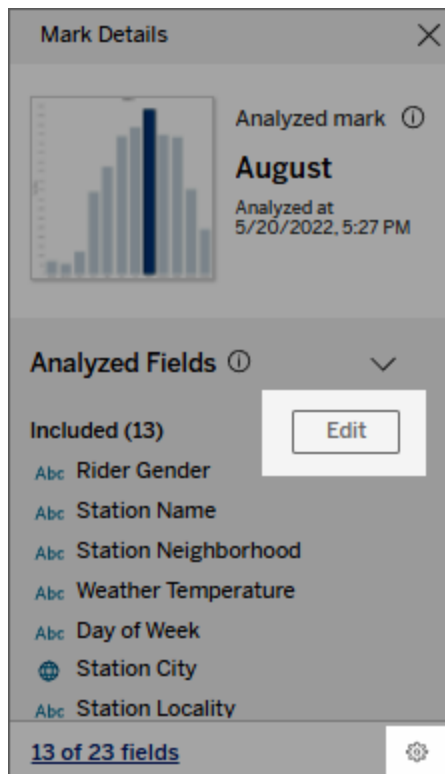 Mark Details
Analyzed mark
August
Analyzed at
5/20/2022, 5:27 PM
Analyzed Fields
Included (13)
Edit
Abc Rider Gender
Abc Station Name
Abc Station Neighborhood
Abc Weather Temperature
Abc Day of Week
Station City
Abc Station Locality
13 of 23 fields